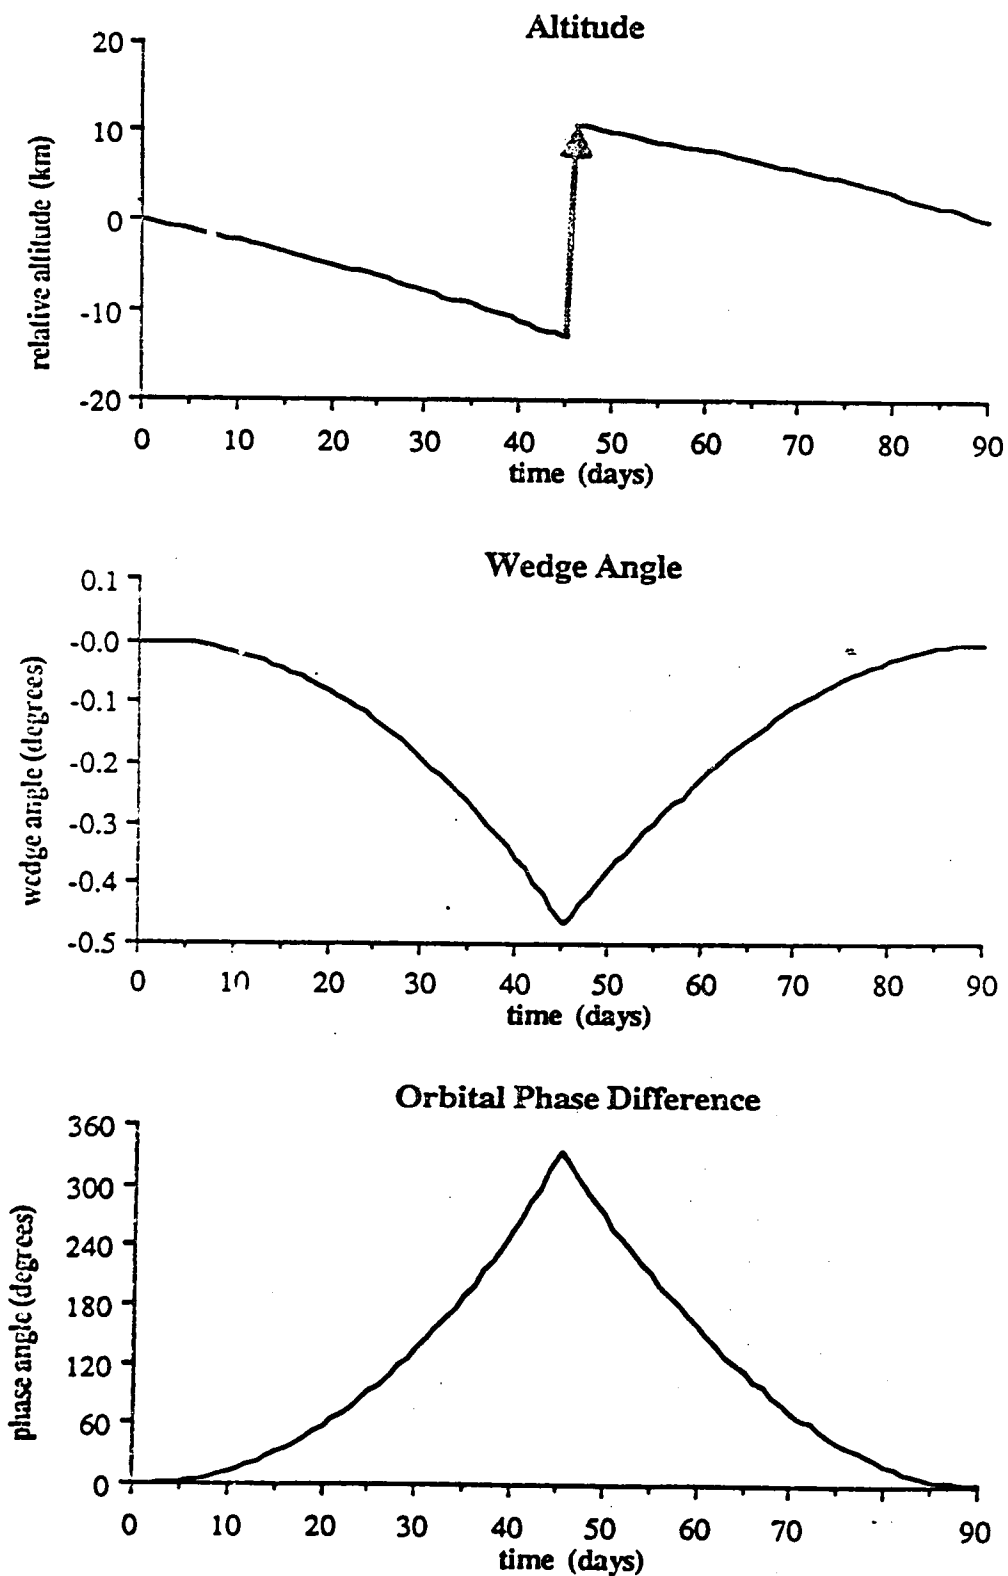 Altitude
20
10
0
-10
-20
relative altitude (km)
0 10 20 30 40 50 60 70 80 90
time (days)
Wedge Angle
0.1
-0.0
-0.1
-0.2
-0.3
-0.4
-0.5
wedge angle (degrees)
0 10 20 30 40 50 60 70 80 90
time (days)
Orbital Phase Difference
360
300
240
180
120
60
0
phase angle (degrees)
0 10 20 30 40 50 60 70 80 90
time (days)